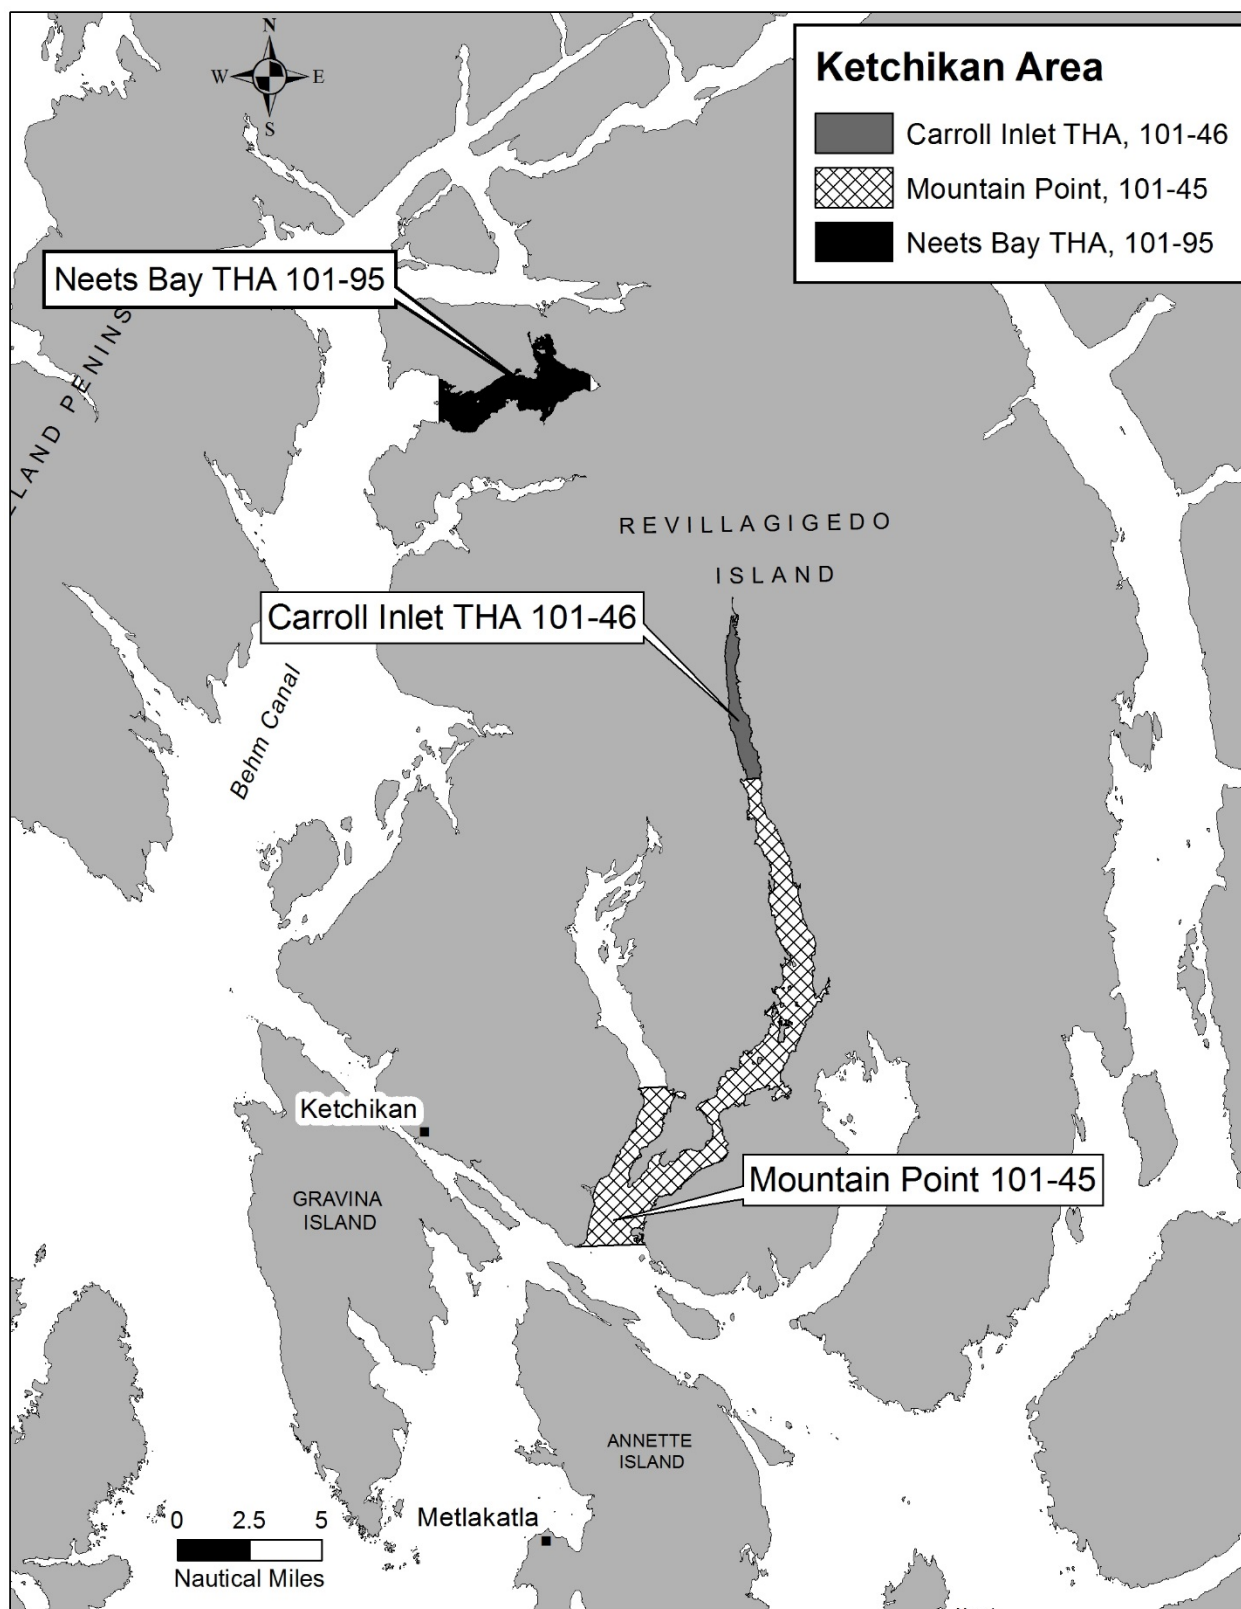 N
W E
S
Ketchikan Area
Carroll Inlet THA, 101-46
Mountain Point, 101-45
Neets Bay THA, 101-95
Neets Bay THA 101-95
ELAND PENINS
REVILLAGIGEDO
ISLAND
Carroll Inlet THA 101-46
Behm Canal
Ketchikan
Mountain Point 101-45
GRAVINA
ISLAND
ANNETTE
ISLAND
Metlakatla
0 2.5 5
Nautical Miles